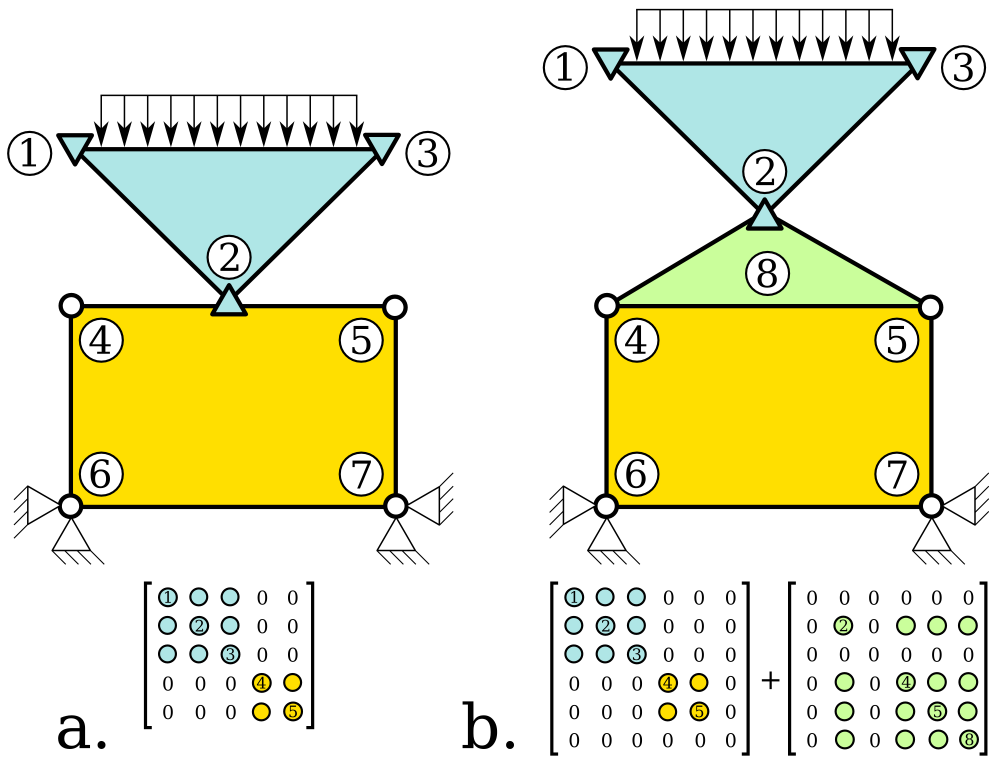 1 3
2
4 5
6 7
1 0 0
2 0 0
3 0 0
0 0 0 4
0 0 0 5
a.
1 3
2
8
4 5
6 7
1 0 0 0
2 0 0 0
3 0 0 0
0 0 0 4 0
0 0 0 5 0
0 0 0 0 0 0
+
0 0 0 0 0 0
0 2 0
0 0 0 0 0 0
0 0 4
0 0 5
0 0 8
b.